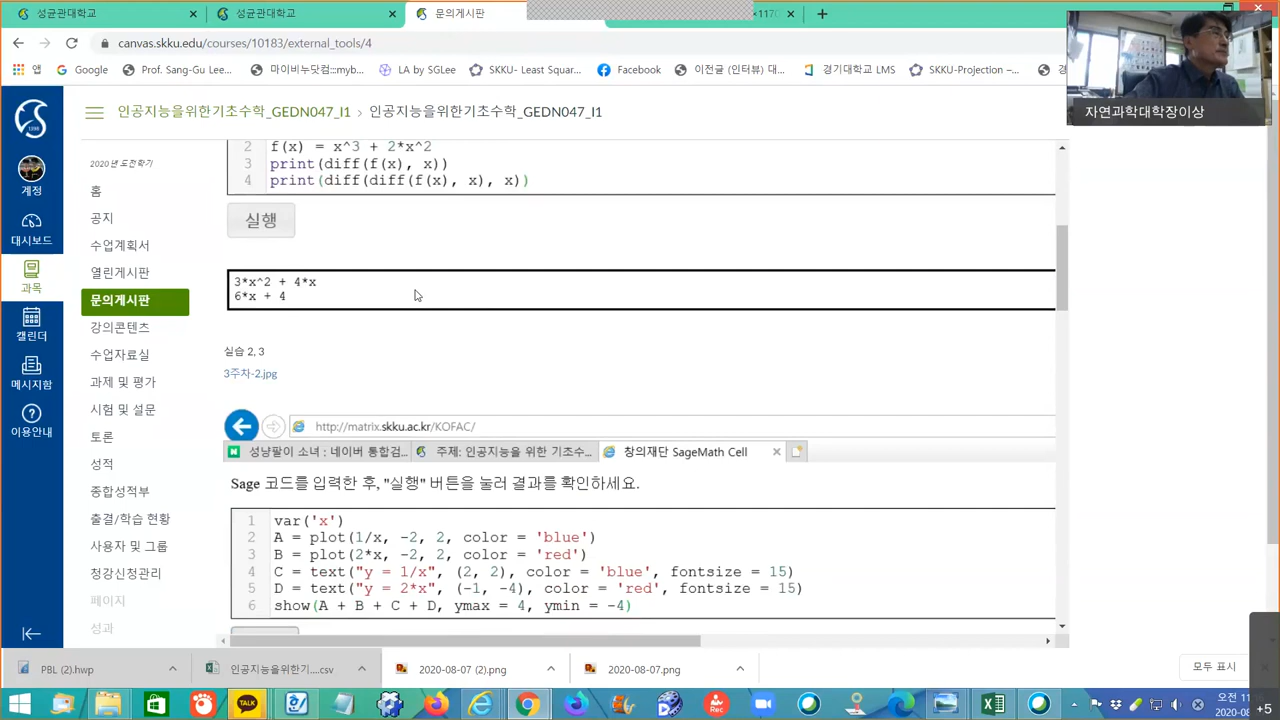 성균관대학교
성균관대학교
문의게시판
×117(
canvas.skku.edu/courses/10183/external_tools/4
앱
Google
Prof. Sang-Gu Lee...
마이비누닷컴:::myb...
LA by SGLee
SKKU- Least Squar...
Facebook
이전글 (인터뷰) 대...
경기대학교 LMS
SKKU-Projection –...
자연과학대학장이상
인공지능을위한기초수학_GEDN047_I1 › 인공지능을위한기초수학_GEDN047_I1
1398
계정
대시보드
과목
캘린더
메시지함
이용안내
2020년 도전학기
홈
공지
수업계획서
열린게시판
문의게시판
강의콘텐츠
수업자료실
과제 및 평가
시험 및 설문
토론
성적
종합성적부
출결/학습 현황
사용자 및 그룹
청강신청관리
페이지
성과
2 f(x) = x^3 + 2*x^2
3 print(diff(f(x), x))
4 print(diff(diff(f(x), x), x))
실행
3*x^2 + 4*x
6*x + 4
실습 2, 3
3주차-2.jpg
http://matrix.skku.ac.kr/KOFAC/
성냥팔이 소녀 : 네이버 통합검...
주제: 인공지능을 위한 기초수...
창의재단 SageMath Cell
Sage 코드를 입력한 후, "실행" 버튼을 눌러 결과를 확인하세요.
1 var('x')
2 A = plot(1/x, -2, 2, color = 'blue')
3 B = plot(2*x, -2, 2, color = 'red')
4 C = text("y = 1/x", (2, 2), color = 'blue', fontsize = 15)
5 D = text("y = 2*x", (-1, -4), color = 'red', fontsize = 15)
6 show(A + B + C + D, ymax = 4, ymin = -4)
PBL (2).hwp
인공지능을위한기....csv
2020-08-07 (2).png
2020-08-07.png
모두 표시
TALK
Rec
오전 11
2020-08
+5